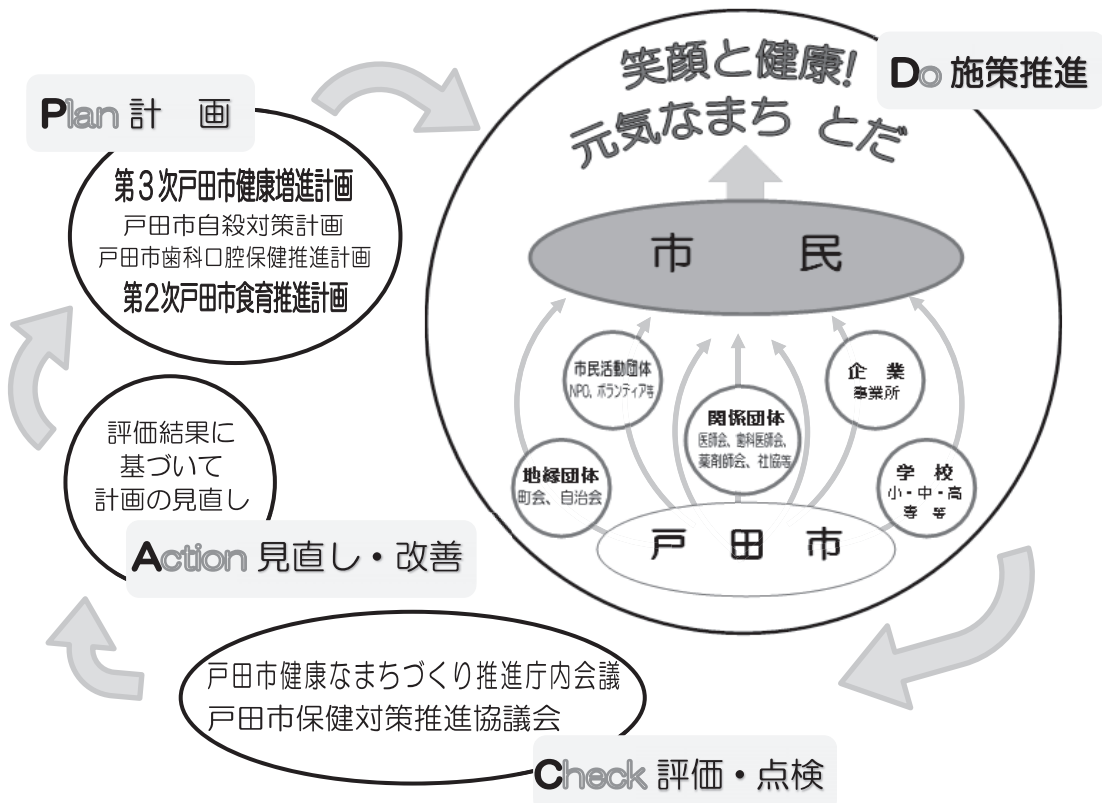 Plan 計　画
第3次戸田市健康増進計画
戸田市自殺対策計画
戸田市歯科口腔保健推進計画
第2次戸田市食育推進計画
Do 施策推進
笑顔と健康!
元気なまち とだ
市　民
市民活動団体
NPO、ボランティア等
関係団体
医師会、歯科医師会、
薬剤師会、社協等
企 業
事業所
地縁団体
町会、自治会
学 校
小・中・高
専 等
戸 田 市
評価結果に
基づいて
計画の見直し
Action 見直し・改善
戸田市健康なまちづくり推進庁内会議
戸田市保健対策推進協議会
Check 評価・点検